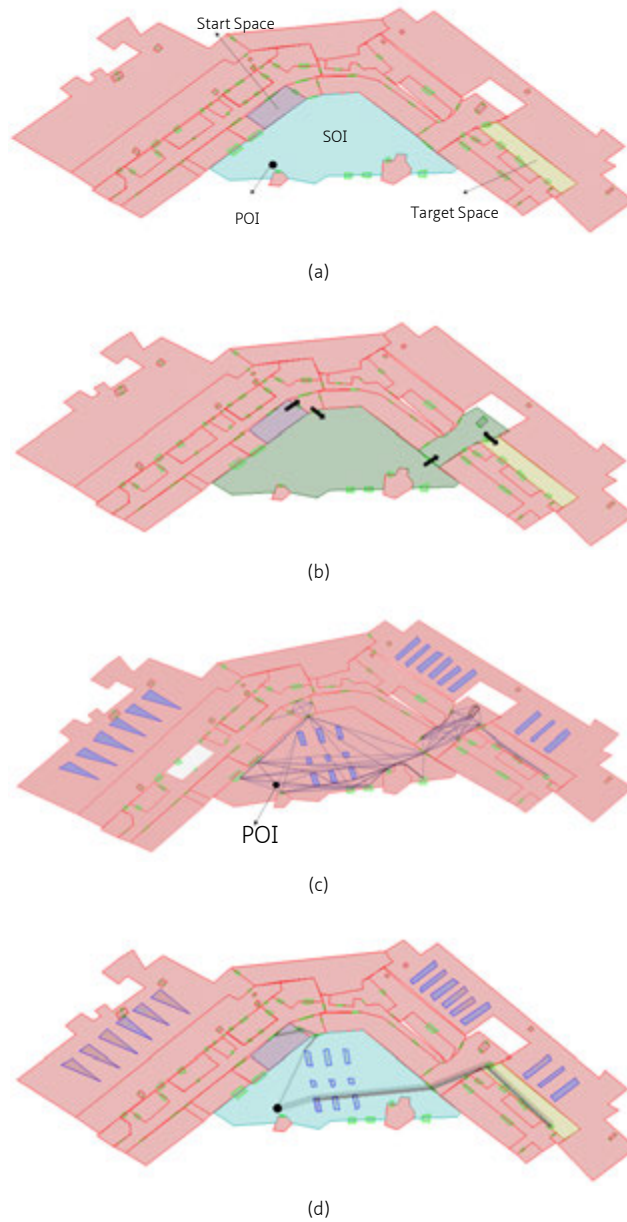 Start Space
SOI
POI
Target Space
(a)
(b)
POI
(c)
(d)